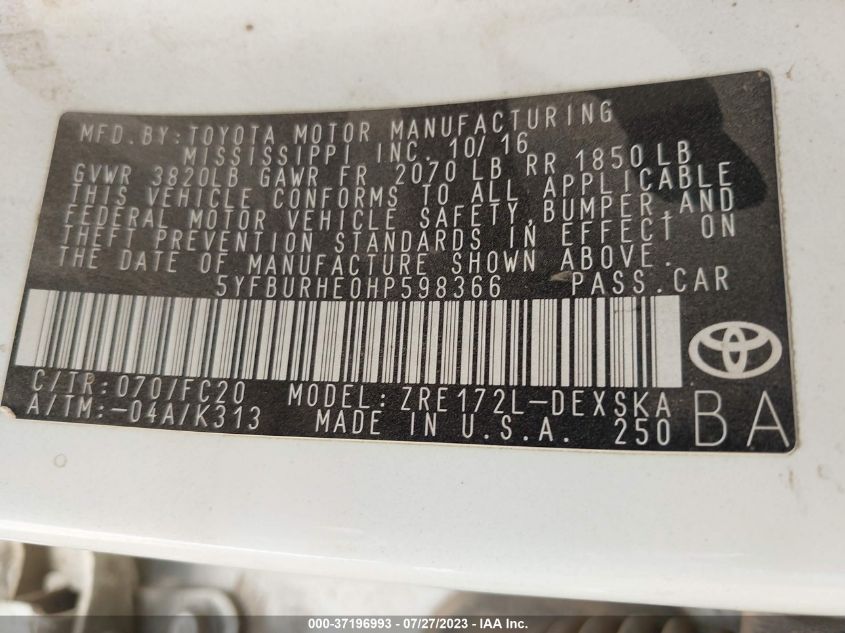 MFD.BY:TOYOTA MOTOR MANUFACTURING
MISSISSIPPI INC. 10/16
GVWR 3820LB GAWR FR 2070 LB RR 1850LB
THIS VEHICLE CONFORMS TO ALL APPLICABLE
FEDERAL MOTOR VEHICLE SAFETY,BUMPER,AND
THEFT PREVENTION STANDARDS IN EFFECT ON
THE DATE OF MANUFACTURE SHOWN ABOVE.
5YFBURHE0HP598366 PASS.CAR
C/TR:070/FC20 MODEL:ZRE172L-DEXSKA
A/TM:-04A/K313 MADE IN U.S.A. 250 BA
000-37196993 / 07/27/2023 - IAA Inc.